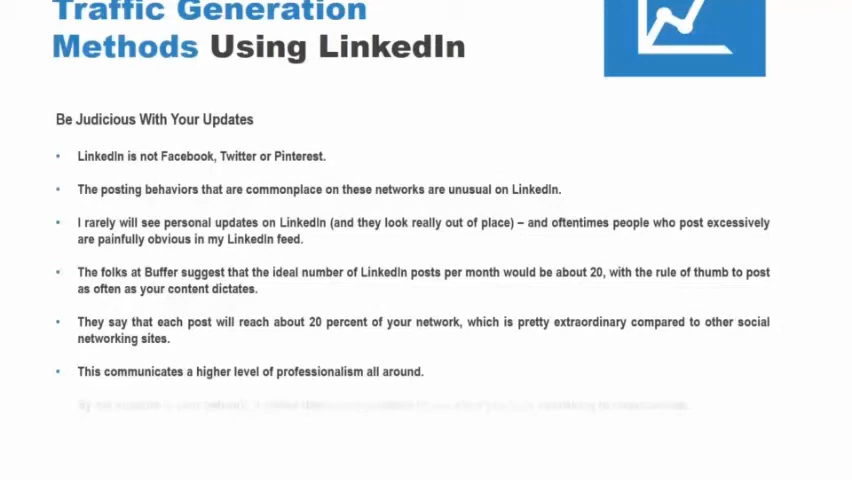 Traffic Generation
Methods Using LinkedIn
Be Judicious With Your Updates
• LinkedIn is not Facebook, Twitter or Pinterest.
• The posting behaviors that are commonplace on these networks are unusual on LinkedIn.
• I rarely will see personal updates on LinkedIn (and they look really out of place) – and oftentimes people who post excessively
are painfully obvious in my LinkedIn feed.
• The folks at Buffer suggest that the ideal number of LinkedIn posts per month would be about 20, with the rule of thumb to post
as often as your content dictates.
• They say that each post will reach about 20 percent of your network, which is pretty extraordinary compared to other social
networking sites.
• This communicates a higher level of professionalism all around.